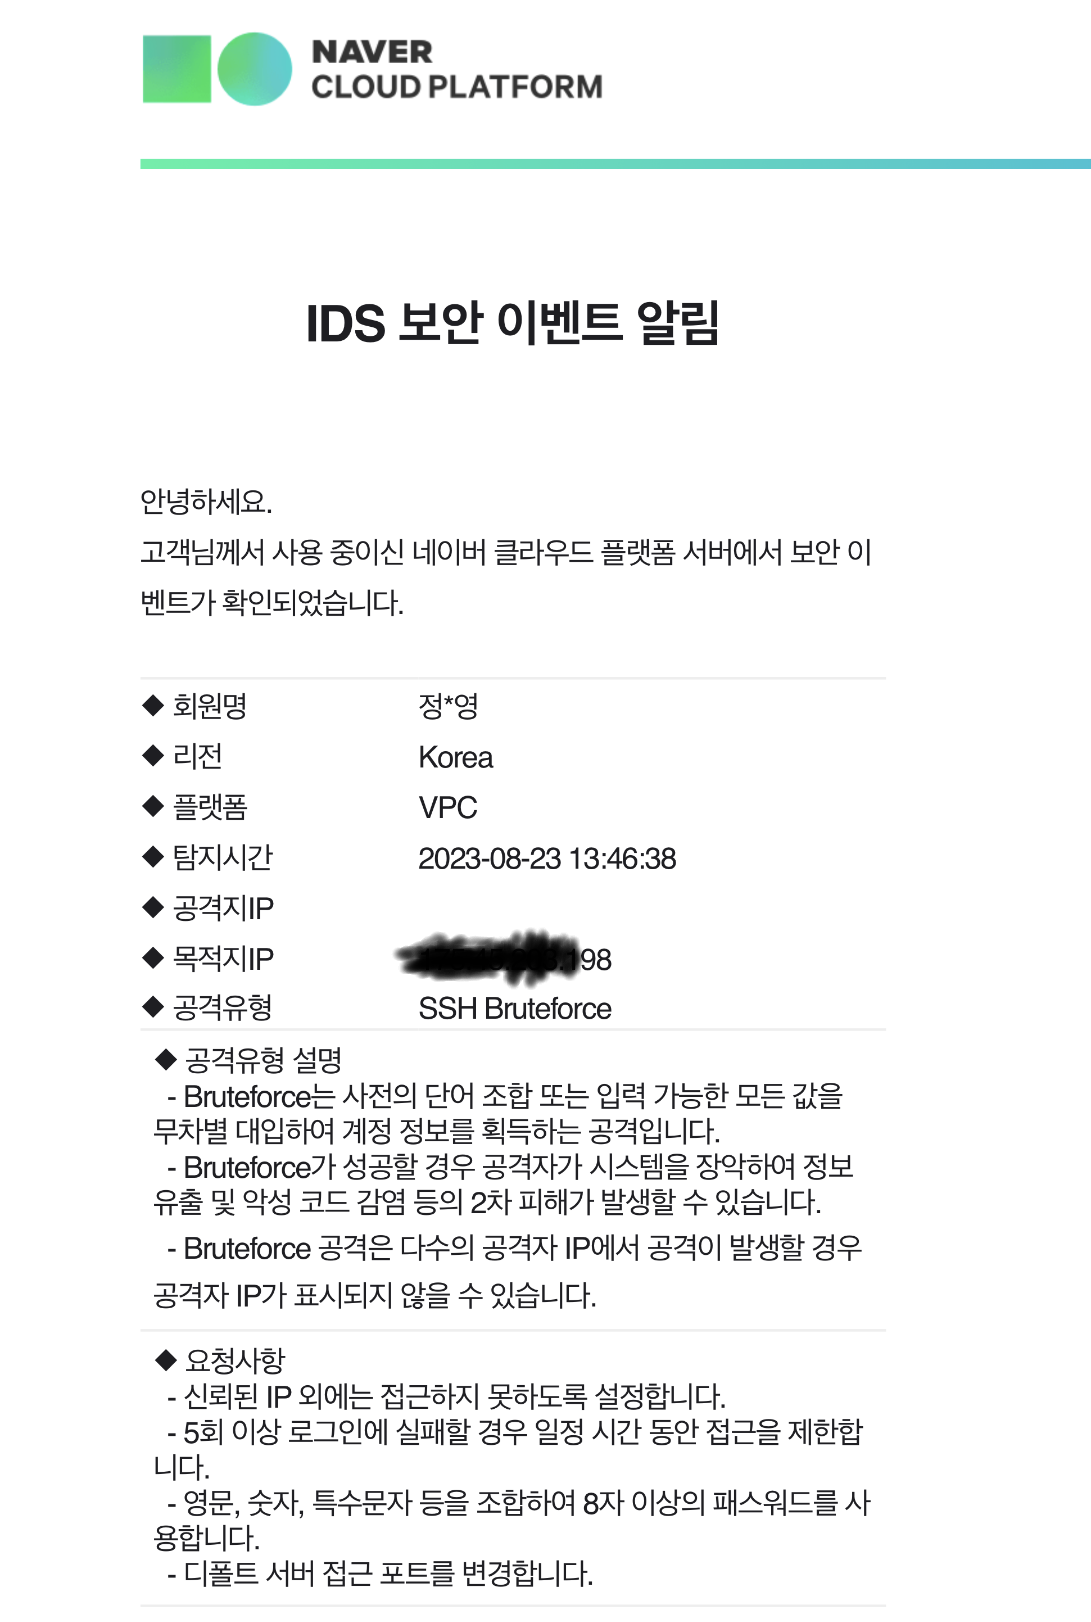 NAVER
CLOUD PLATFORM
IDS 보안 이벤트 알림
안녕하세요.
고객님께서 사용 중이신 네이버 클라우드 플랫폼 서버에서 보안 이
벤트가 확인되었습니다.
◆ 회원명 정*영
◆ 리전 Korea
◆ 플랫폼 VPC
◆ 탐지시간 2023-08-23 13:46:38
◆ 공격지IP
◆ 목적지IP .198
◆ 공격유형 SSH Bruteforce
◆ 공격유형 설명
- Bruteforce는 사전의 단어 조합 또는 입력 가능한 모든 값을
무차별 대입하여 계정 정보를 획득하는 공격입니다.
- Bruteforce가 성공할 경우 공격자가 시스템을 장악하여 정보
유출 및 악성 코드 감염 등의 2차 피해가 발생할 수 있습니다.
- Bruteforce 공격은 다수의 공격자 IP에서 공격이 발생할 경우
공격자 IP가 표시되지 않을 수 있습니다.
◆ 요청사항
- 신뢰된 IP 외에는 접근하지 못하도록 설정합니다.
- 5회 이상 로그인에 실패할 경우 일정 시간 동안 접근을 제한합
니다.
- 영문, 숫자, 특수문자 등을 조합하여 8자 이상의 패스워드를 사
용합니다.
- 디폴트 서버 접근 포트를 변경합니다.